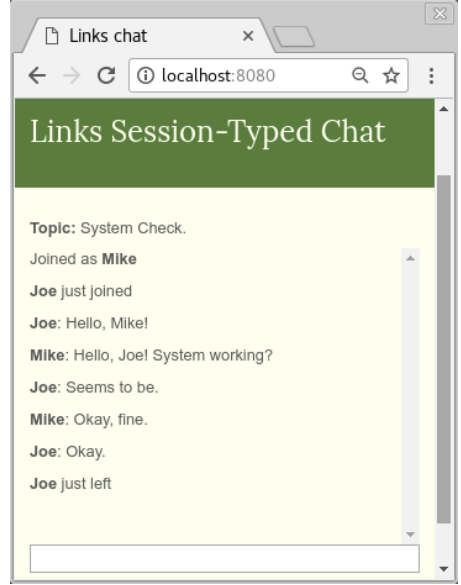 Links chat
localhost:8080
Links Session-Typed Chat
Topic: System Check.
Joined as Mike
Joe just joined
Joe: Hello, Mike!
Mike: Hello, Joe! System working?
Joe: Seems to be.
Mike: Okay, fine.
Joe: Okay.
Joe just left